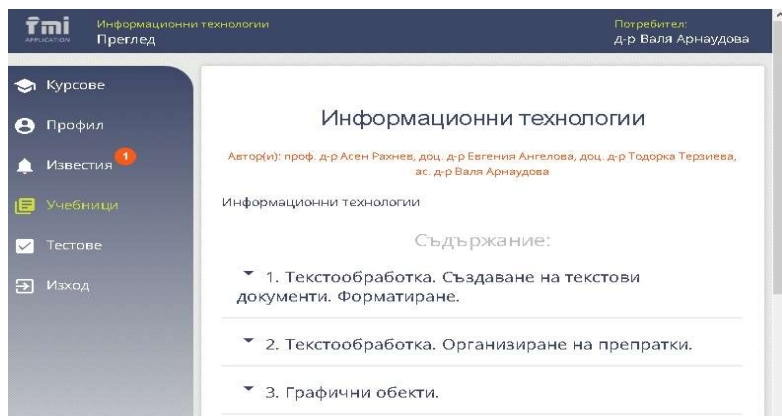 fmi
APPLICATION
Информационни технологии
Преглед
Потребител:
д-р Валя Арнаудова
Курсове
Профил
Известия 1
Учебници
Тестове
Изход
Информационни технологии
Автор(и): проф. д-р Асен Рахнев, доц. д-р Евгения Ангелова, доц. д-р Тодорка Терзиева,
ас. д-р Валя Арнаудова
Информационни технологии
Съдържание:
1. Текстообработка. Създаване на текстови
документи. Форматиране.
2. Текстообработка. Организиране на препратки.
3. Графични обекти.